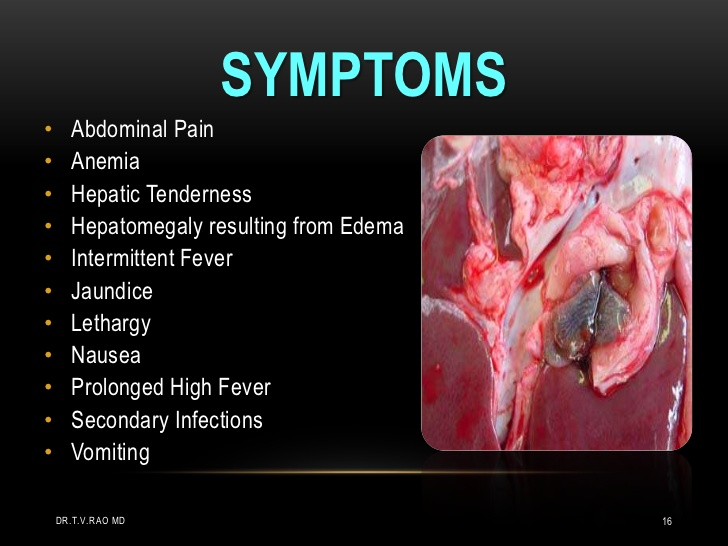 SYMPTOMS
• Abdominal Pain
• Anemia
• Hepatic Tenderness
• Hepatomegaly resulting from Edema
• Intermittent Fever
• Jaundice
• Lethargy
• Nausea
• Prolonged High Fever
• Secondary Infections
• Vomiting
DR.T.V.RAO MD
16